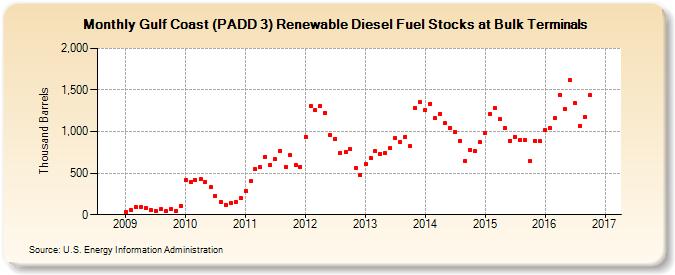 Monthly Gulf Coast (PADD 3) Renewable Diesel Fuel Stocks at Bulk Terminals
Thousand Barrels
2,000
1,500
1,000
500
0
2009 2010 2011 2012 2013 2014 2015 2016 2017
Source: U.S. Energy Information Administration